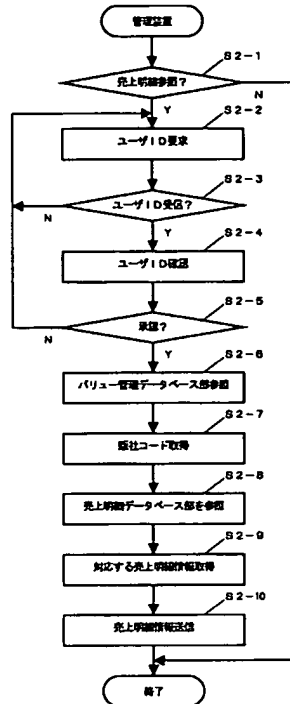 管理装置
S2-1
売上明細参照?
N
Y
S2-2
ユーザID要求
S2-3
ユーザID受信?
N
Y
S2-4
ユーザID確認
S2-5
承認?
N
Y
S2-6
バリュー管理データベース部参照
S2-7
販社コード取得
S2-8
売上明細データベース部を参照
S2-9
対応する売上明細情報取得
S2-10
売上明細情報送信
終了